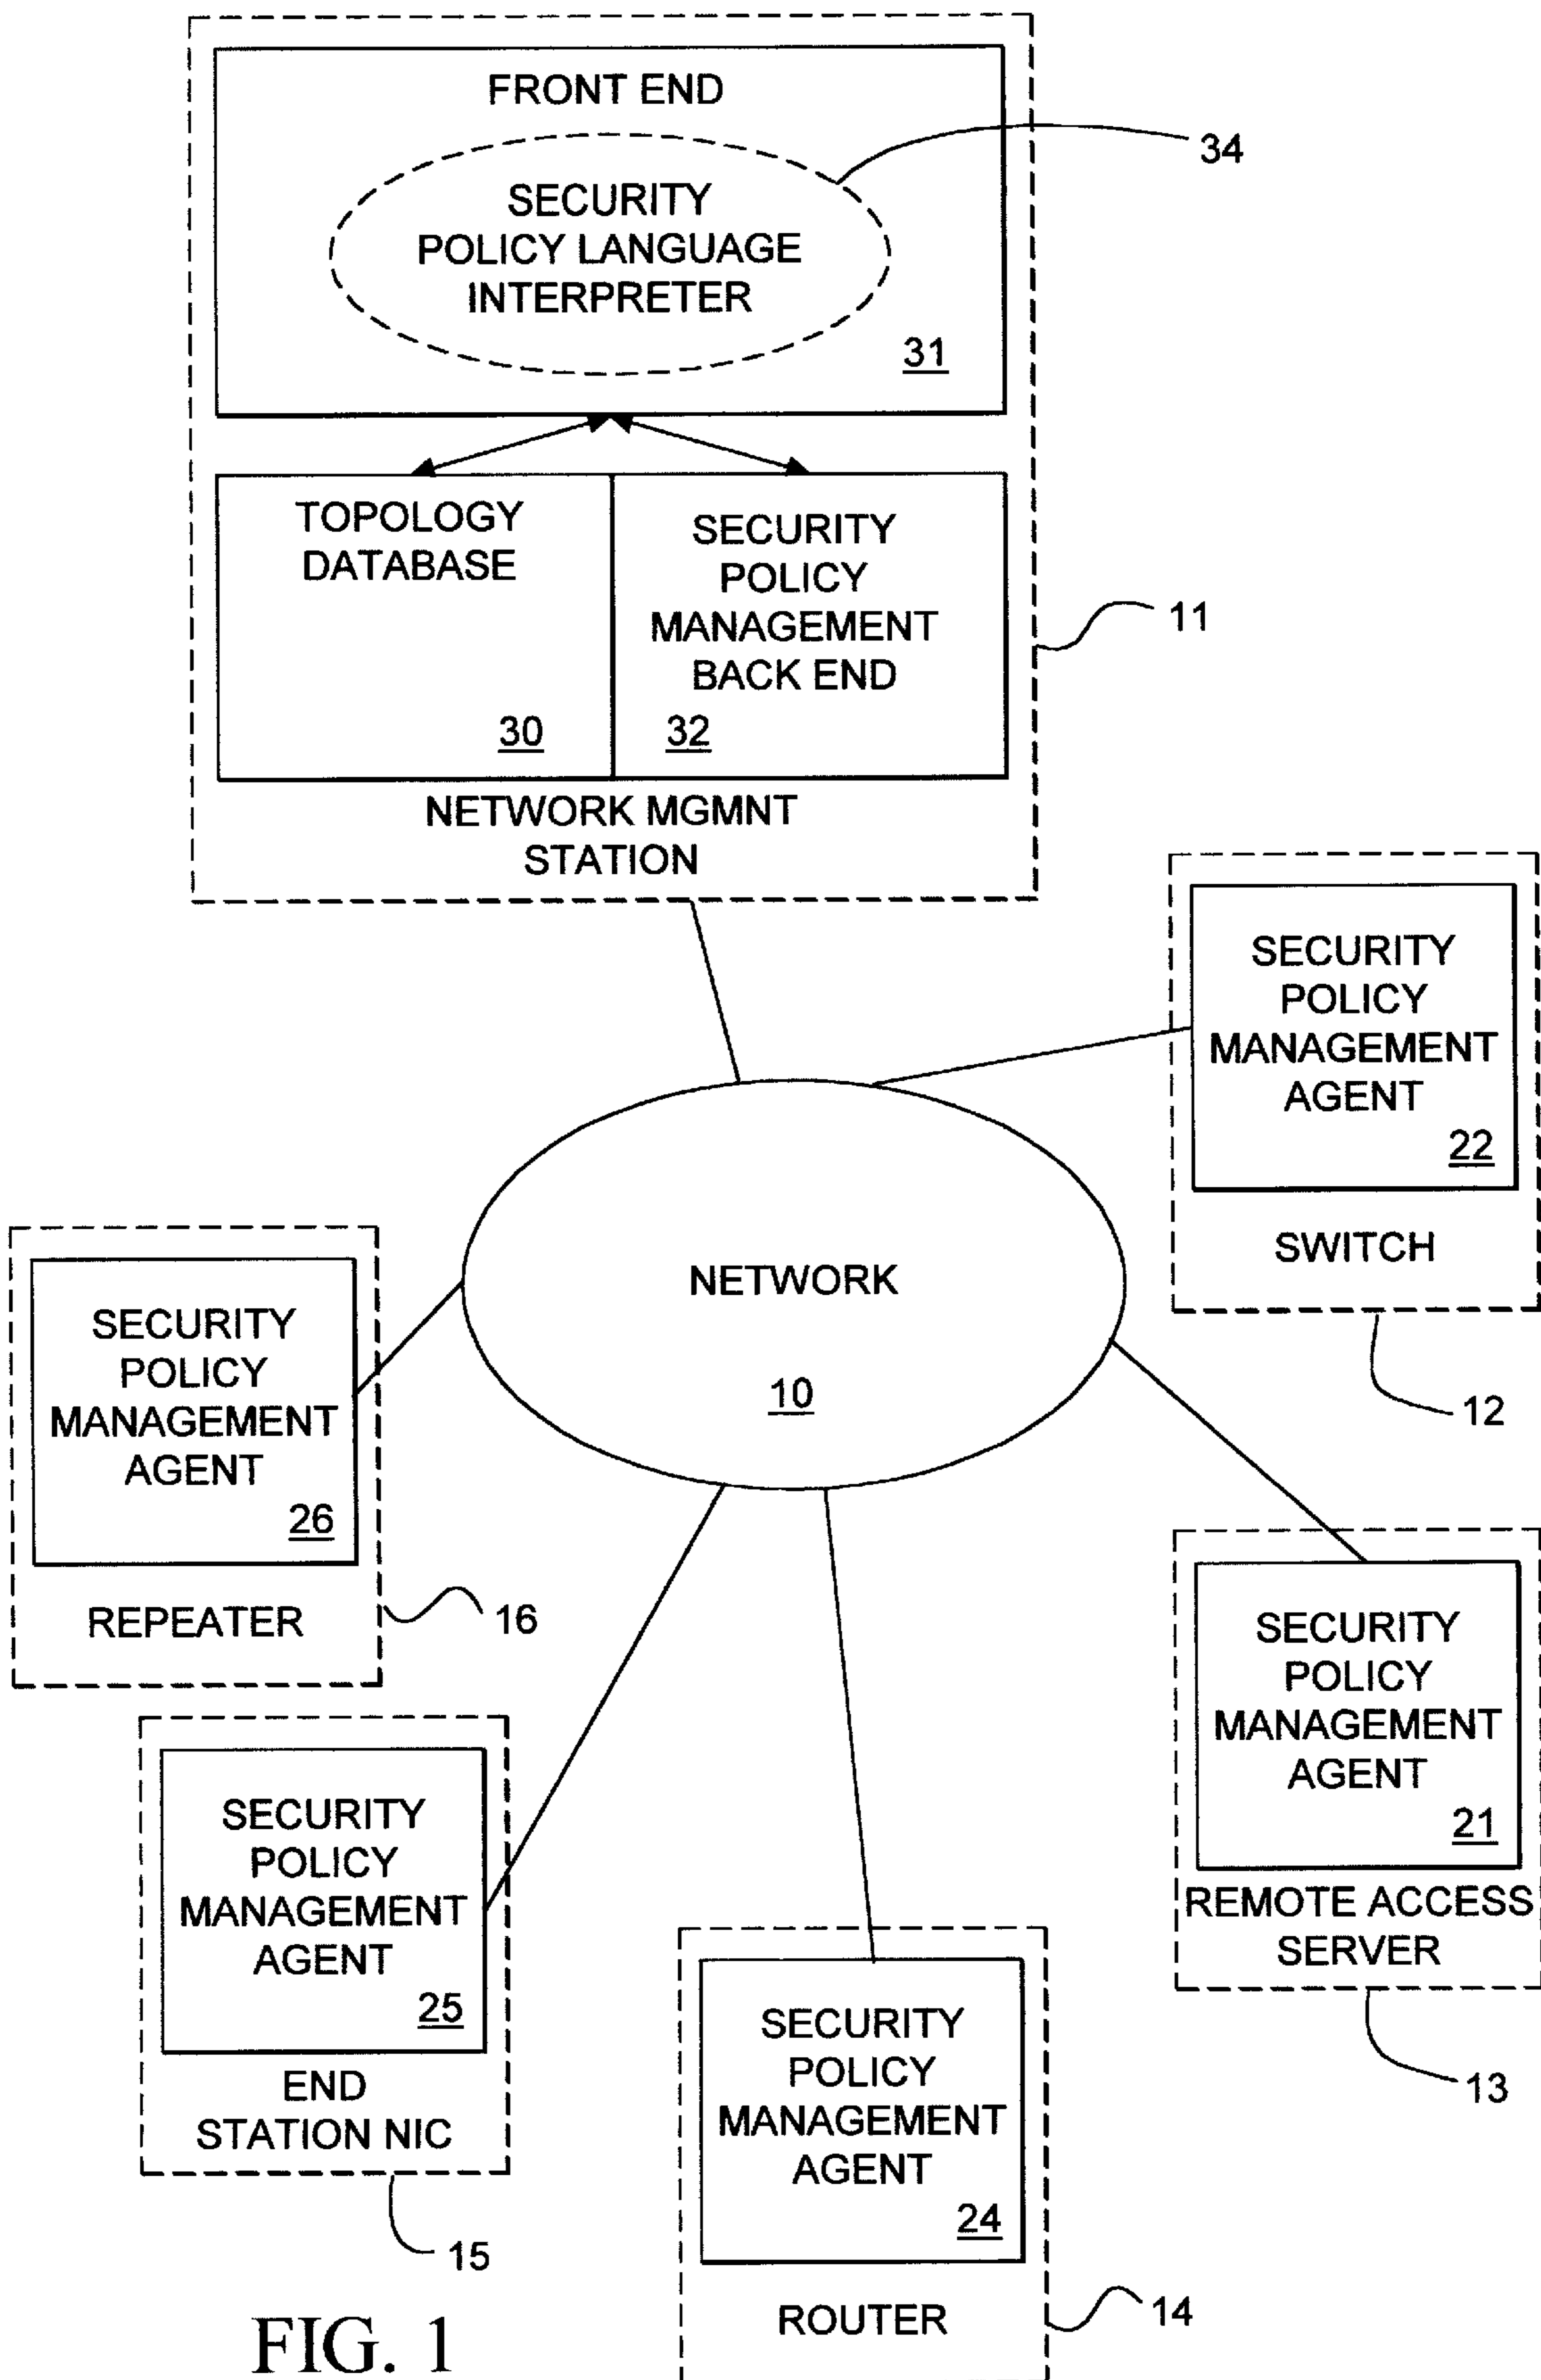 FRONT END
34
SECURITY
POLICY LANGUAGE
INTERPRETER
31
TOPOLOGY
DATABASE
30
SECURITY
POLICY
MANAGEMENT
BACK END
32
11
NETWORK MGMNT
STATION
SECURITY
POLICY
MANAGEMENT
AGENT
22
SWITCH
12
NETWORK
10
SECURITY
POLICY
MANAGEMENT
AGENT
26
REPEATER
16
SECURITY
POLICY
MANAGEMENT
AGENT
21
REMOTE ACCESS
SERVER
13
SECURITY
POLICY
MANAGEMENT
AGENT
25
END
STATION NIC
15
SECURITY
POLICY
MANAGEMENT
AGENT
24
ROUTER
14
FIG. 1